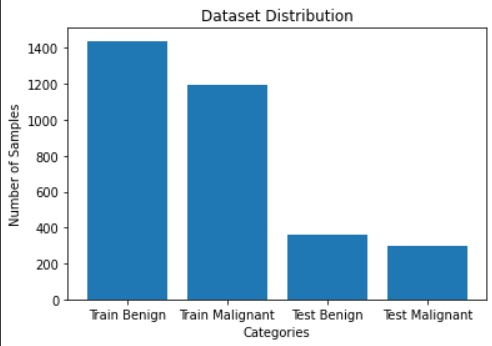 Dataset Distribution
Number of Samples
1400
1200
1000
800
600
400
200
0
Train Benign Train Malignant Test Benign Test Malignant
Categories